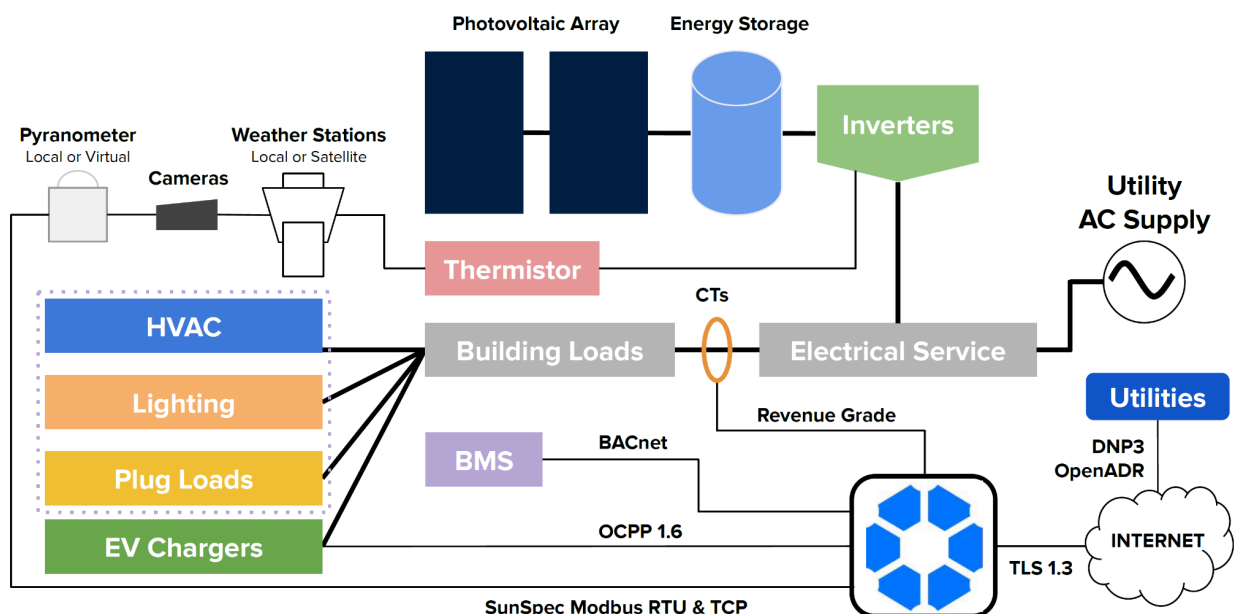 Photovoltaic Array
Energy Storage
Inverters
Pyranometer
Local or Virtual
Cameras
Weather Stations
Local or Satellite
Utility
AC Supply
Thermistor
CTs
HVAC
Building Loads
Electrical Service
Lighting
Utilities
Revenue Grade
Plug Loads
BMS
BACnet
DNP3
OpenADR
EV Chargers
OCPP 1.6
INTERNET
TLS 1.3
SunSpec Modbus RTU & TCP